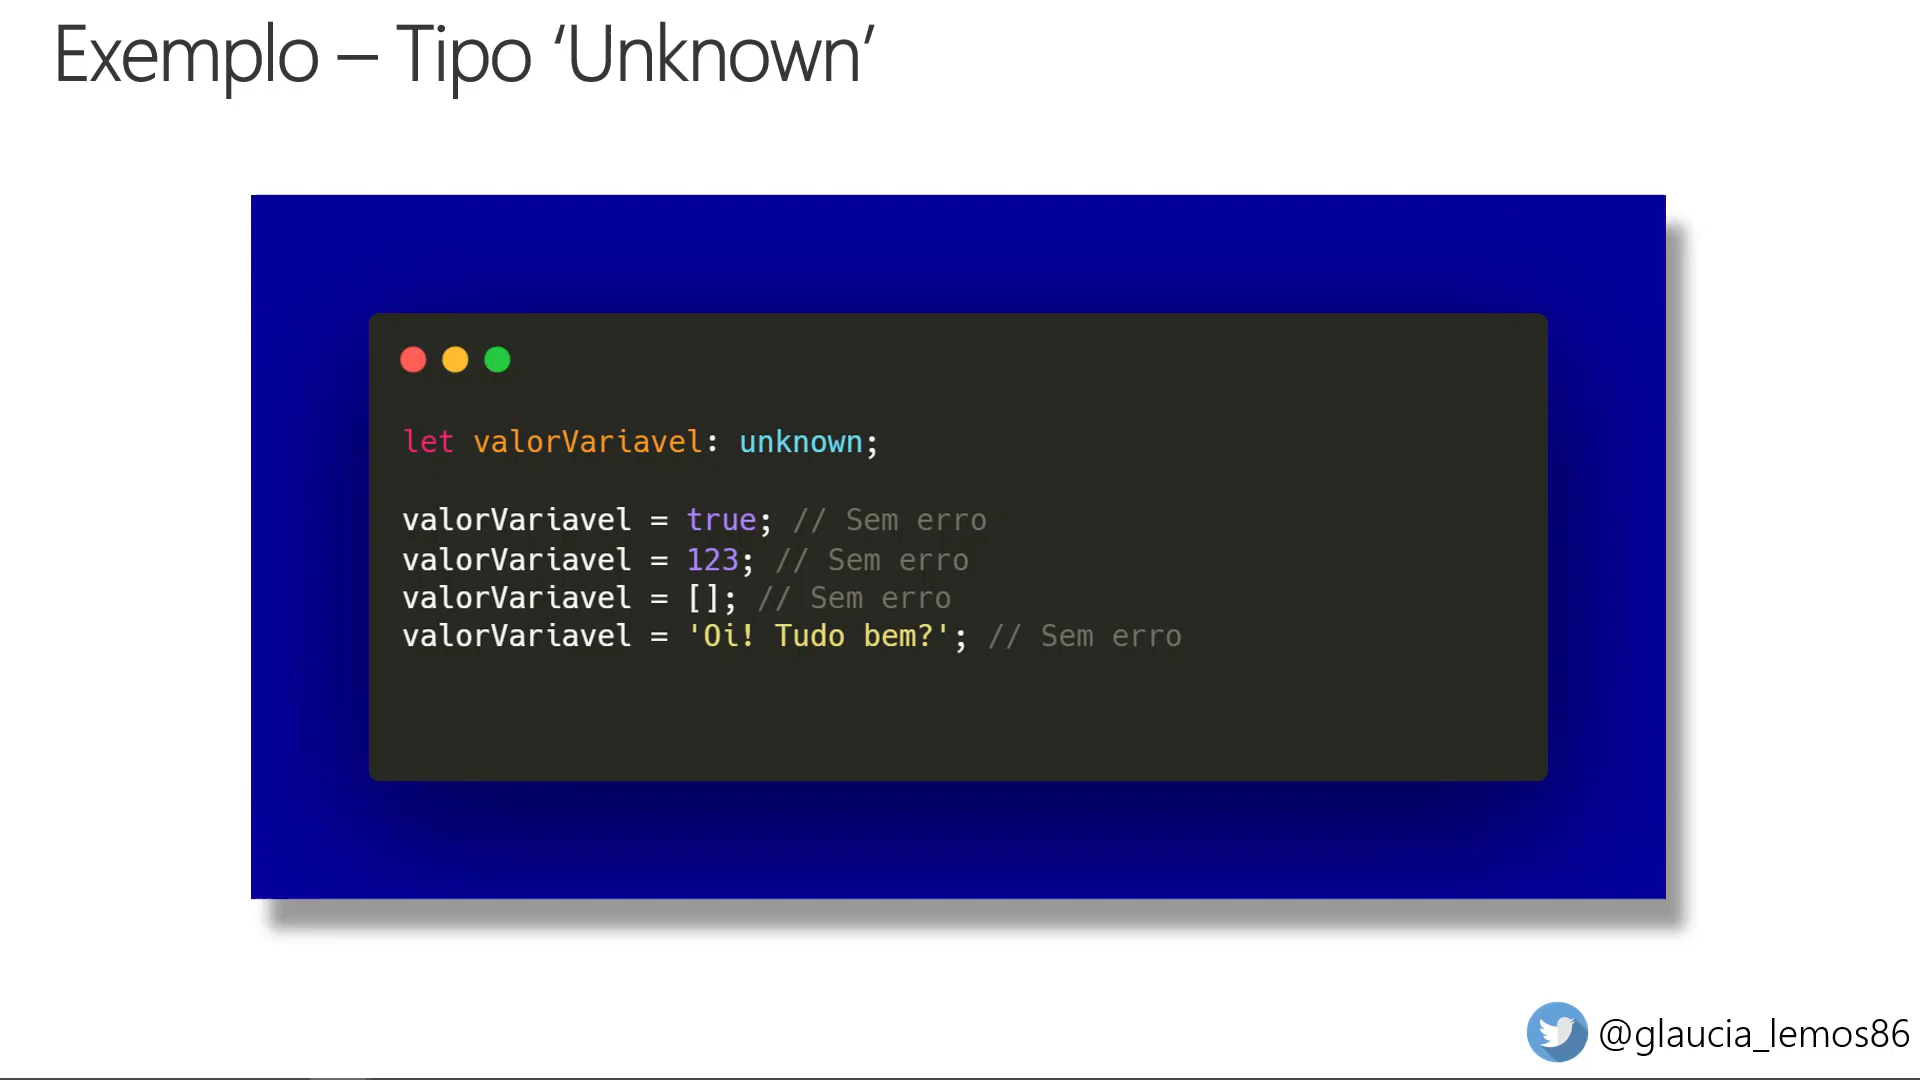 Exemplo – Tipo ‘Unknown’
let valorVariavel: unknown;
valorVariavel = true; // Sem erro
valorVariavel = 123; // Sem erro
valorVariavel = []; // Sem erro
valorVariavel = 'Oi! Tudo bem?'; // Sem erro
@glaucia_lemos86